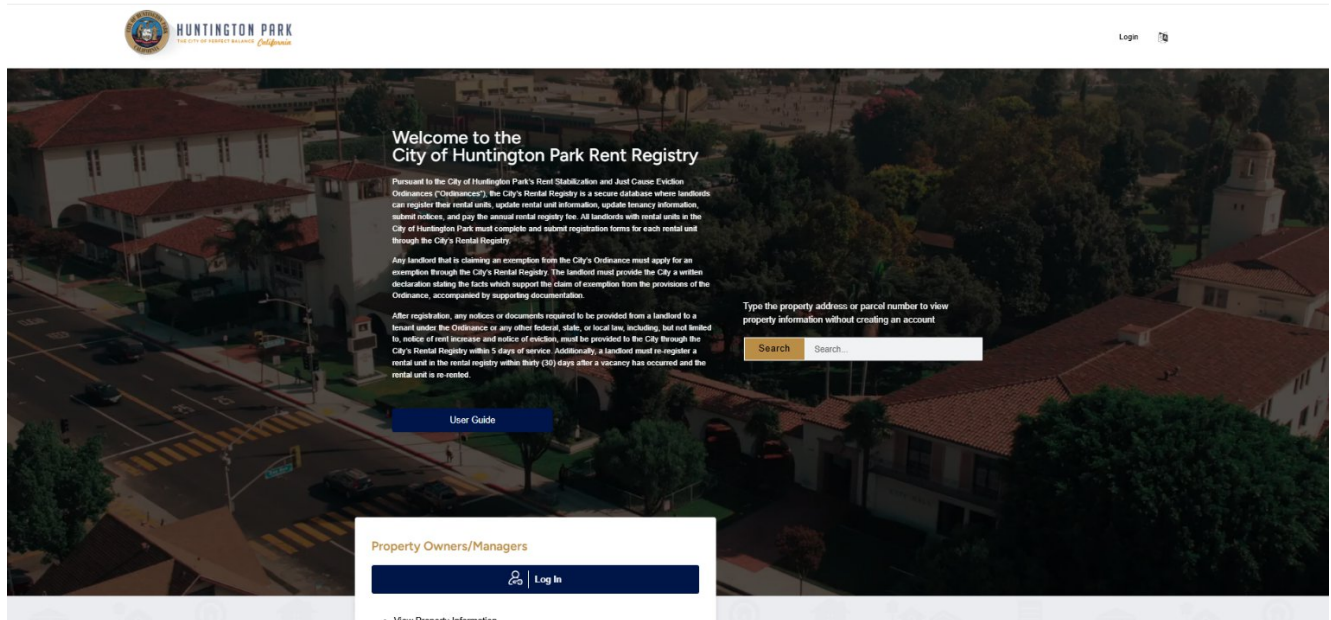 HUNTINGTON PARK
THE CITY OF PERFECT BALANCE California
Login
Welcome to the
City of Huntington Park Rent Registry
Pursuant to the City of Huntington Park's Rent Stabilization and Just Cause Eviction
Ordinances ("Ordinances"), the City's Rental Registry is a secure database where landlords
can register their rental units, update rental unit information, update tenancy information,
submit notices, and pay the annual rental registry fee. All landlords with rental units in the
City of Huntington Park must complete and submit registration forms for each rental unit
through the City's Rental Registry.
Any landlord that is claiming an exemption from the City's Ordinance must apply for an
exemption through the City's Rental Registry. The landlord must provide the City a written
declaration stating the facts which support the claim of exemption from the provisions of the
Ordinance, accompanied by supporting documentation.
After registration, any notices or documents required to be provided from a landlord to a
tenant under the Ordinance or any other federal, state, or local law, including, but not limited
to, notice of rent increase and notice of eviction, must be provided to the City through the
City's Rental Registry within 5 days of service. Additionally, a landlord must re-register a
rental unit in the rental registry within thirty (30) days after a vacancy has occurred and the
rental unit is re-rented.
User Guide
Type the property address or parcel number to view
property information without creating an account
Search
Search...
Property Owners/Managers
Log In
View Property Information